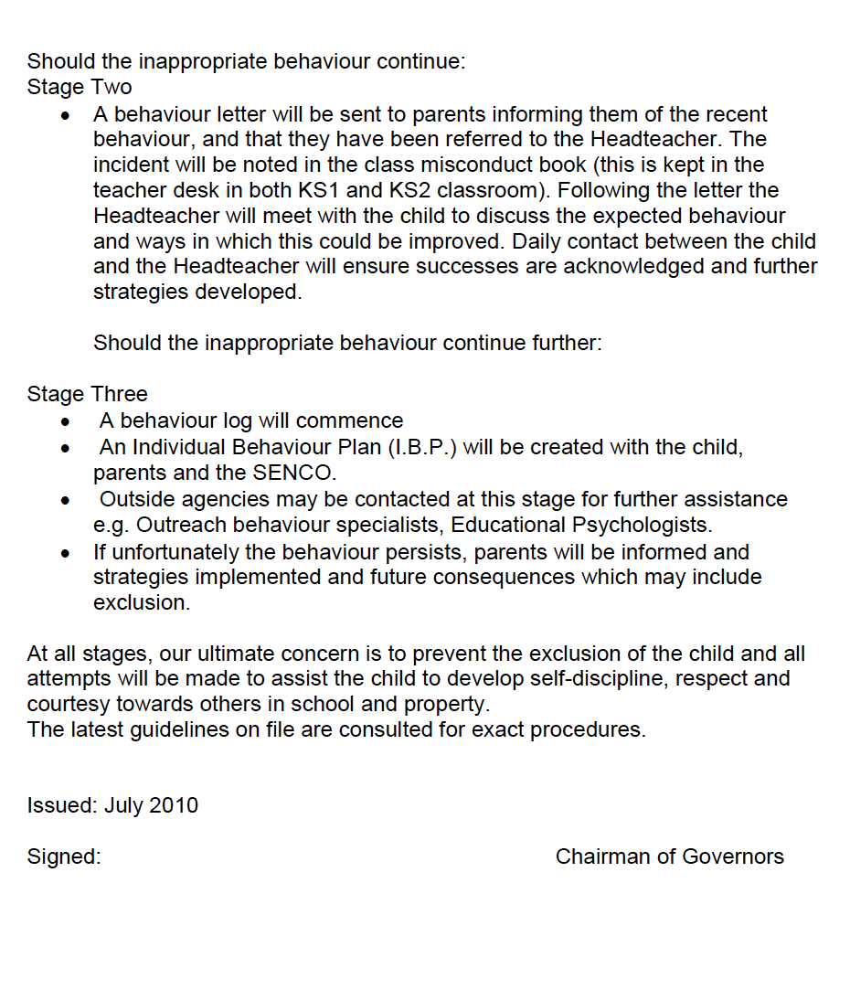 Should the inappropriate behaviour continue:
Stage Two
• A behaviour letter will be sent to parents informing them of the recent
behaviour, and that they have been referred to the Headteacher. The
incident will be noted in the class misconduct book (this is kept in the
teacher desk in both KS1 and KS2 classroom). Following the letter the
Headteacher will meet with the child to discuss the expected behaviour
and ways in which this could be improved. Daily contact between the child
and the Headteacher will ensure successes are acknowledged and further
strategies developed.
Should the inappropriate behaviour continue further:
Stage Three
• A behaviour log will commence
• An Individual Behaviour Plan (I.B.P.) will be created with the child,
parents and the SENCO.
• Outside agencies may be contacted at this stage for further assistance
e.g. Outreach behaviour specialists, Educational Psychologists.
• If unfortunately the behaviour persists, parents will be informed and
strategies implemented and future consequences which may include
exclusion.
At all stages, our ultimate concern is to prevent the exclusion of the child and all
attempts will be made to assist the child to develop self-discipline, respect and
courtesy towards others in school and property.
The latest guidelines on file are consulted for exact procedures.
Issued: July 2010
Signed: Chairman of Governors